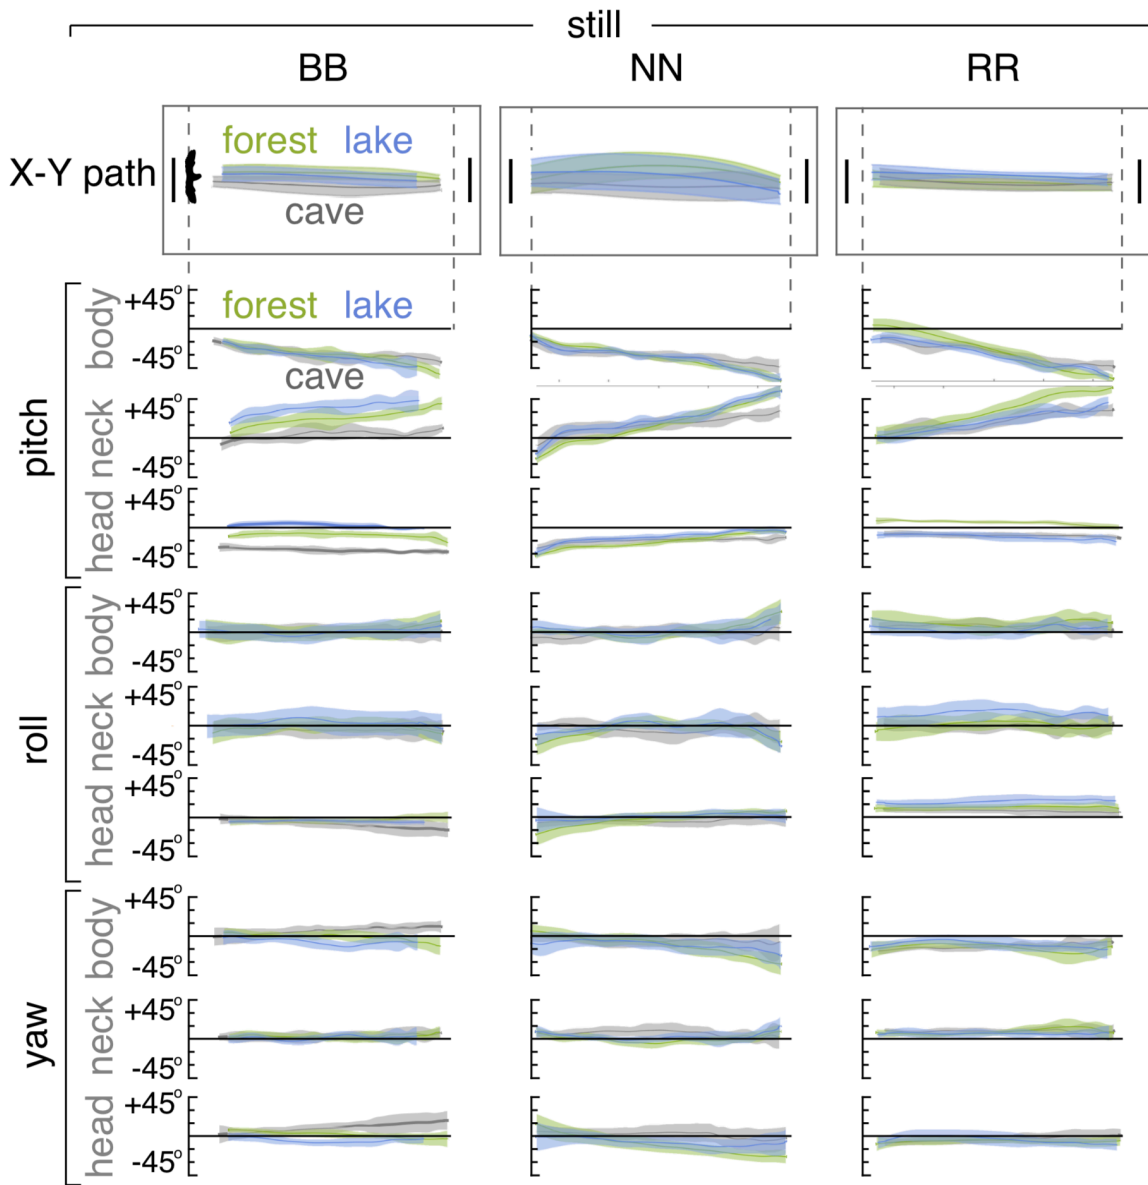 still
BB NN RR
X-Y path
forest lake
cave
pitch
body
+45°
-45°
forest lake
cave
neck
+45°
-45°
head
+45°
-45°
roll
body
+45°
-45°
neck
+45°
-45°
head
+45°
-45°
yaw
body
+45°
-45°
neck
+45°
-45°
head
+45°
-45°